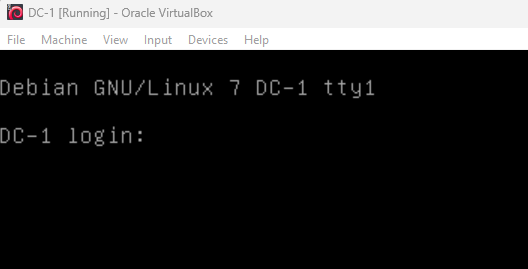 DC-1 [Running] - Oracle VirtualBox
File Machine View Input Devices Help
Debian GNU/Linux 7 DC-1 tty1
DC-1 login: